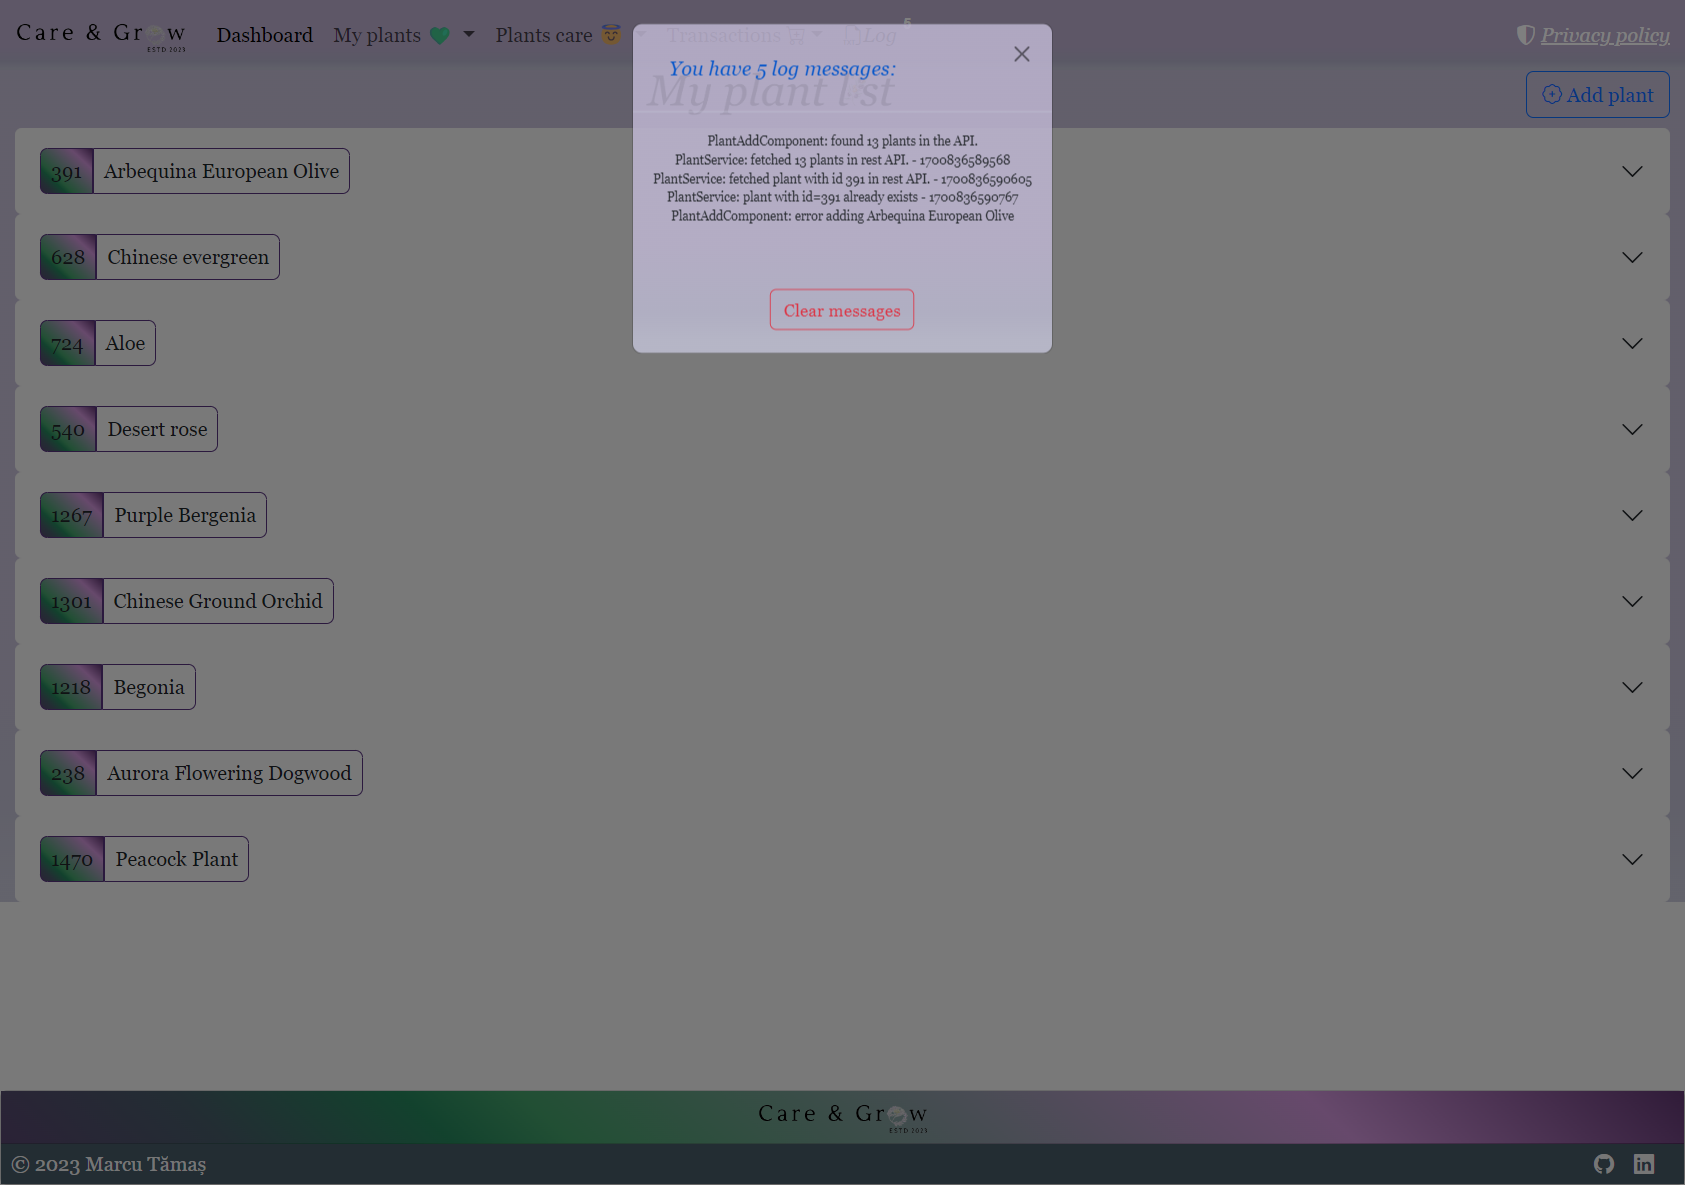 Care & Grow
ESTD 2023
Dashboard
My plants 💚
Plants care 😇
Transactions
Log
5
Privacy policy
You have 5 log messages:
My plant list
Add plant
PlantAddComponent: found 13 plants in the API.
PlantService: fetched 13 plants in rest API. - 1700836589568
PlantService: fetched plant with id 391 in rest API. - 1700836590605
PlantService: plant with id=391 already exists - 1700836590767
PlantAddComponent: error adding Arbequina European Olive
Clear messages
391 Arbequina European Olive
628 Chinese evergreen
724 Aloe
540 Desert rose
1267 Purple Bergenia
1301 Chinese Ground Orchid
1218 Begonia
238 Aurora Flowering Dogwood
1470 Peacock Plant
Care & Grow
ESTD 2023
© 2023 Marcu Tămaș